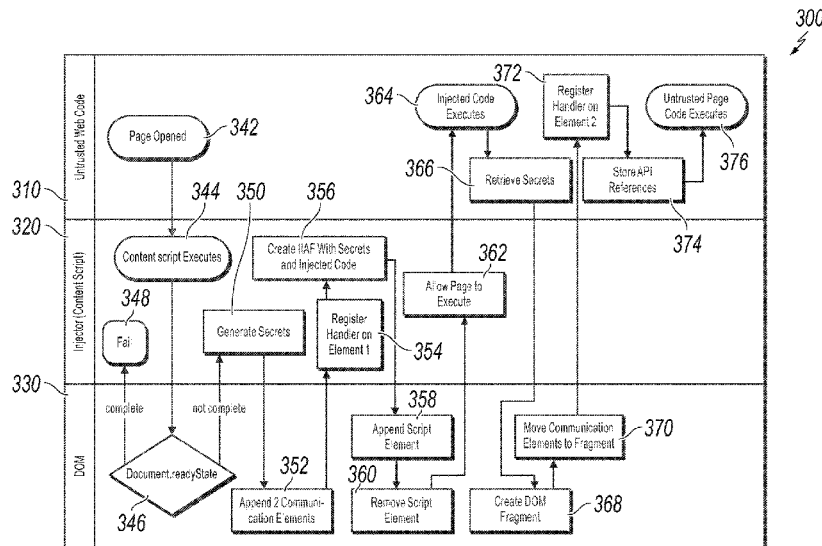 300
372
364
Injected Code
Executes
Register
Handler on
Element 2
Untrusted Page
Code Executes
376
Untrusted Web Code
Page Opened
342
366
Retrieve Secrets
Store API
References
374
310
344
350
356
320
Injector (Content Script)
Content script Executes
Create IIAF With Secrets
and Injected Code
362
Allow Page to
Execute
348
Fail
Generate Secrets
Register
Handler on
Element 1
354
330
complete
not complete
358
DOM
Document.readyState
352
Append Script
Element
Move Communication
Elements to Fragment
370
346
Append 2 Communi-
cation Elements
360
Remove Script
Element
Create DOM
Fragment
368